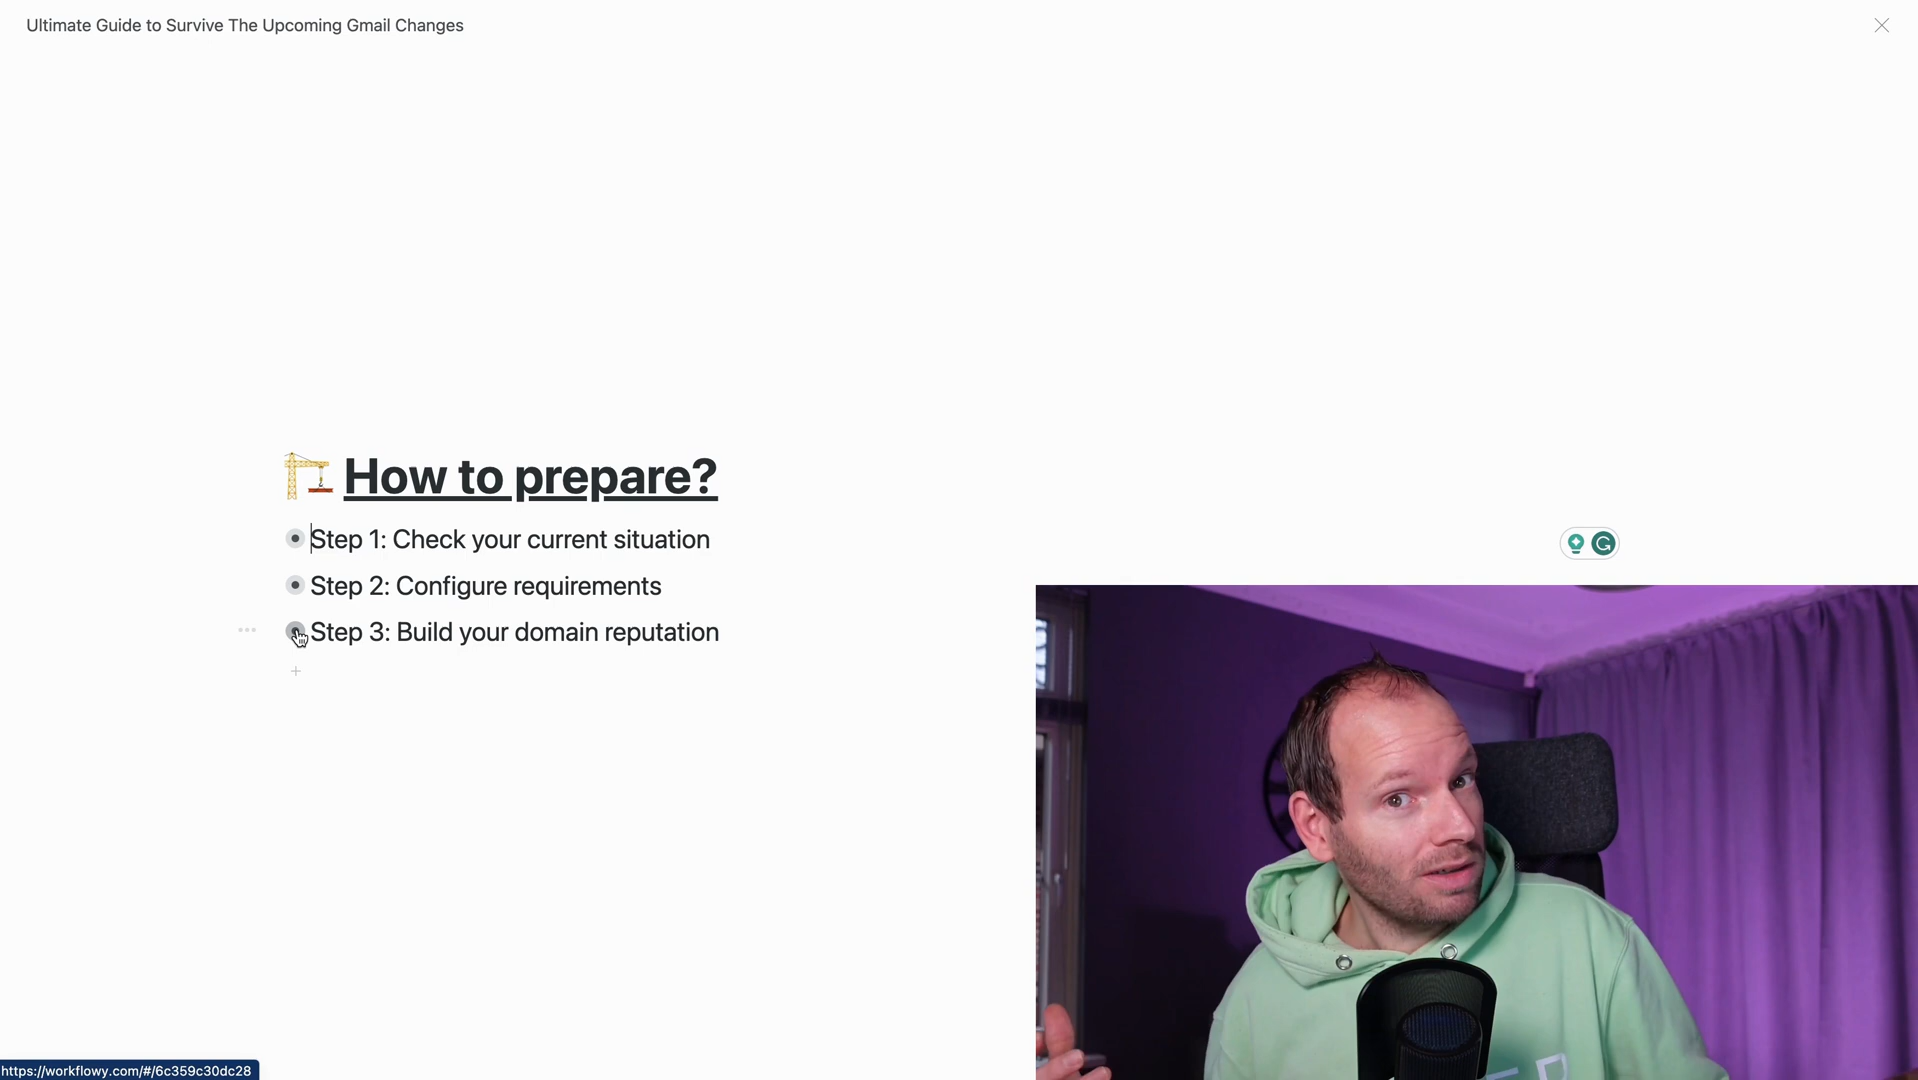 Ultimate Guide to Survive The Upcoming Gmail Changes
How to prepare?
Step 1: Check your current situation
Step 2: Configure requirements
Step 3: Build your domain reputation
https://workflowy.com/#/6c359c30dc28